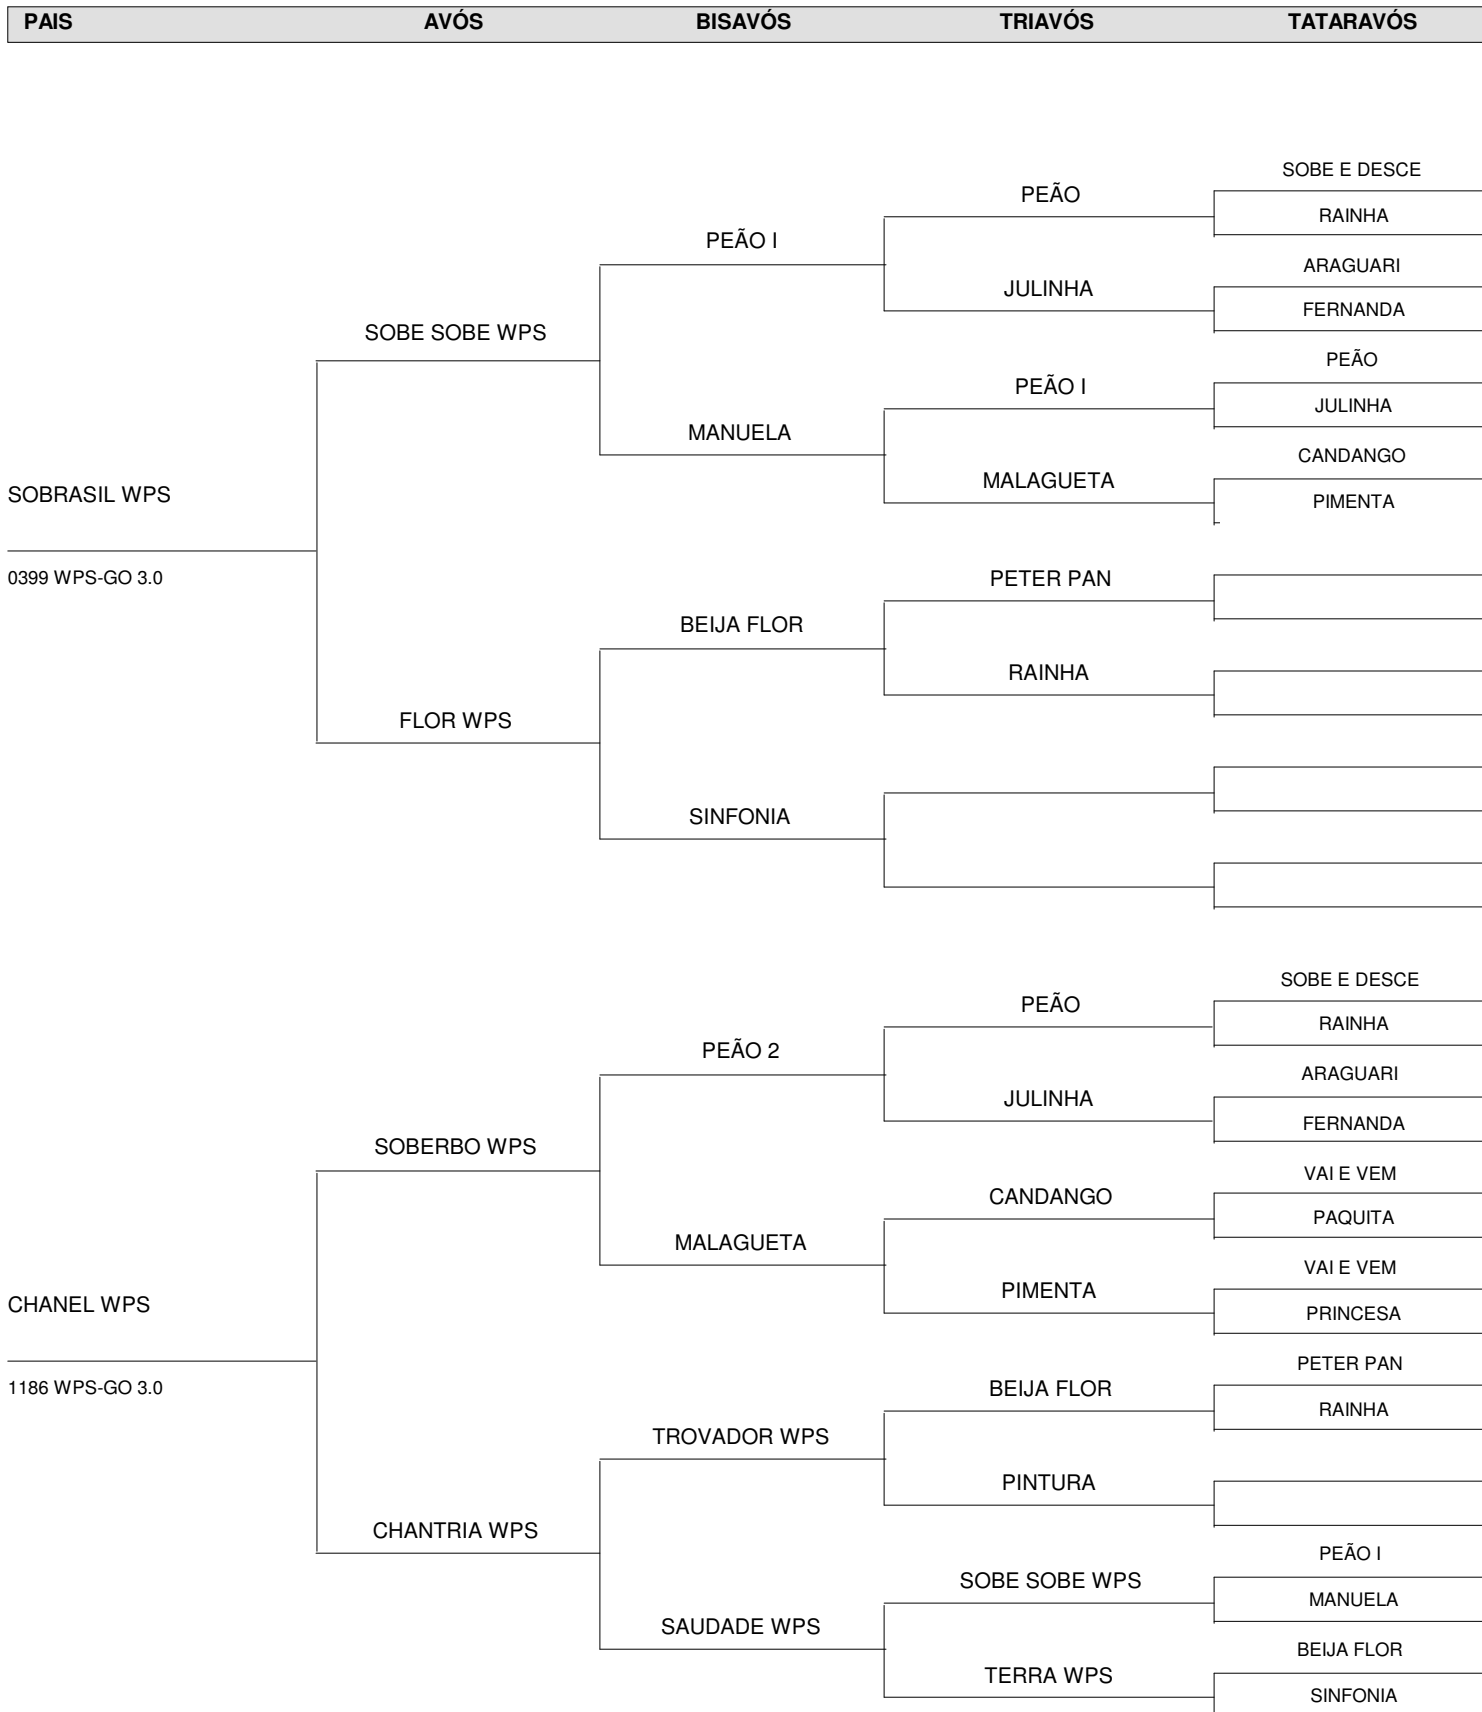 PAIS AVÓS BISAVÓS TRIAVÓS TATARAVÓS
SOBE E DESCE
PEÃO
RAINHA
PEÃO I
ARAGUARI
JULINHA
FERNANDA
SOBE SOBE WPS
PEÃO
PEÃO I
JULINHA
MANUELA
CANDANGO
MALAGUETA
SOBRASIL WPS
PIMENTA
0399 WPS-GO 3.0
PETER PAN
BEIJA FLOR
RAINHA
FLOR WPS
SINFONIA
SOBE E DESCE
PEÃO
RAINHA
PEÃO 2
ARAGUARI
JULINHA
FERNANDA
SOBERBO WPS
VAI E VEM
CANDANGO
PAQUITA
MALAGUETA
VAI E VEM
PIMENTA
CHANEL WPS
PRINCESA
PETER PAN
1186 WPS-GO 3.0
BEIJA FLOR
RAINHA
TROVADOR WPS
PINTURA
CHANTRIA WPS
PEÃO I
SOBE SOBE WPS
MANUELA
SAUDADE WPS
BEIJA FLOR
TERRA WPS
SINFONIA